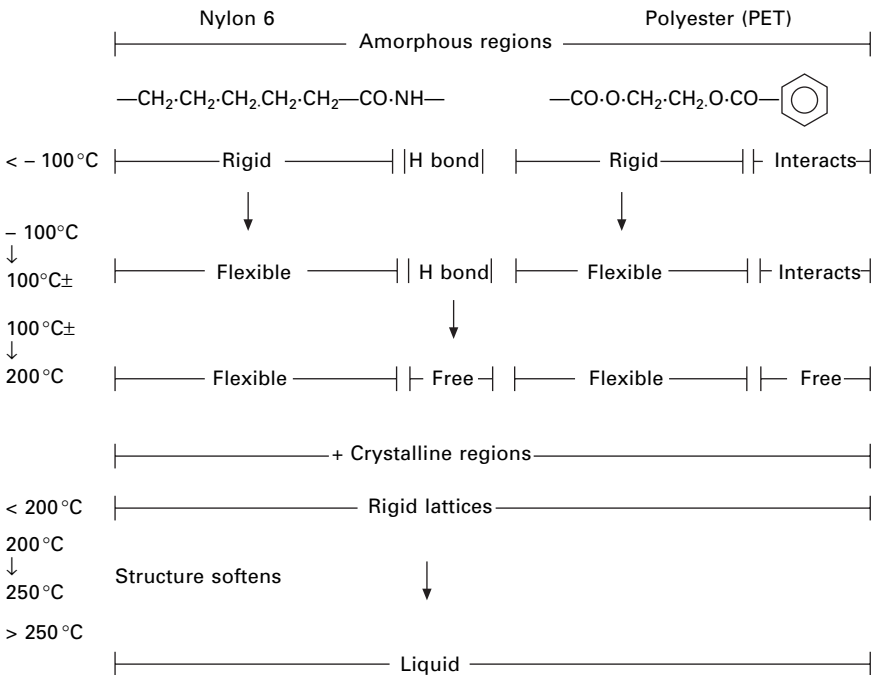 Nylon 6 Polyester (PET)
Amorphous regions
—CH₂·CH₂·CH₂.CH₂·CH₂—CO·NH— —CO·O·CH₂·CH₂.O·CO—
< – 100°C Rigid H bond Rigid Interacts
– 100°C
↓
100°C± Flexible H bond Flexible Interacts
100°C±
↓
200°C Flexible Free Flexible Free
+ Crystalline regions
< 200°C Rigid lattices
200°C
↓ Structure softens
250°C
> 250°C
Liquid